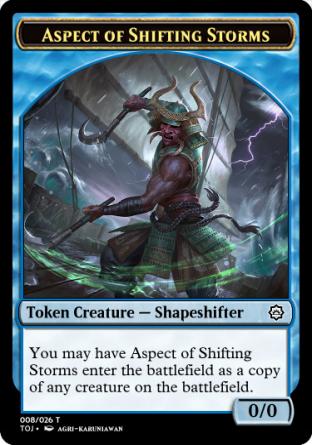 Aspect of Shifting Storms
Token Creature — Shapeshifter
You may have Aspect of Shifting
Storms enter the battlefield as a copy
of any creature on the battlefield.
0/0
008/026 T
TOJ • AGRI-KARUNIAWAN